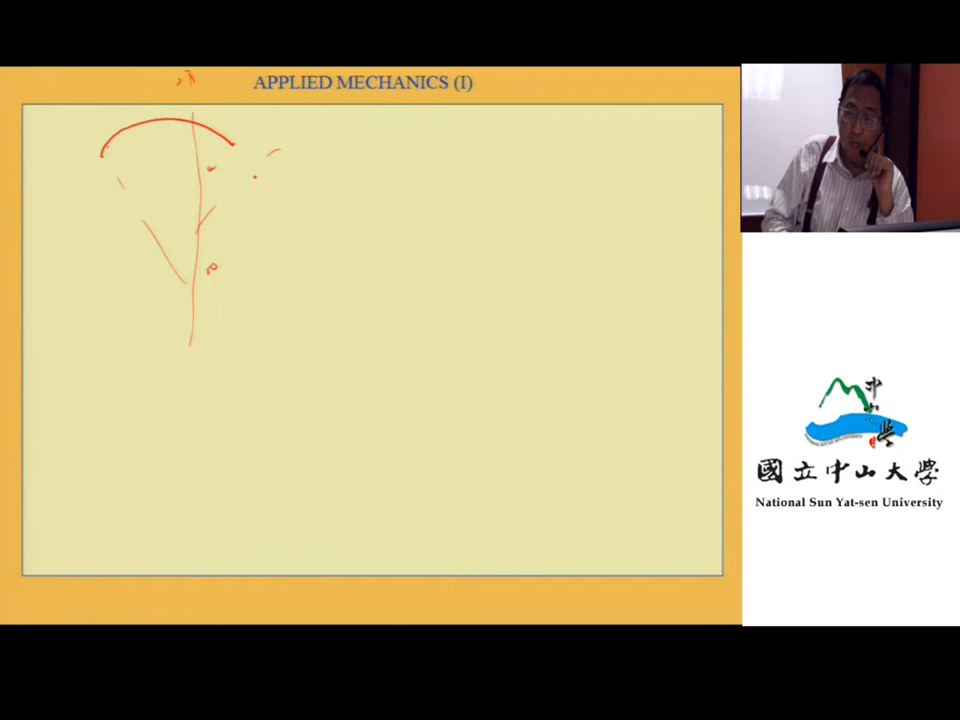 APPLIED MECHANICS (I)
國立中山大學
National Sun Yat-sen University